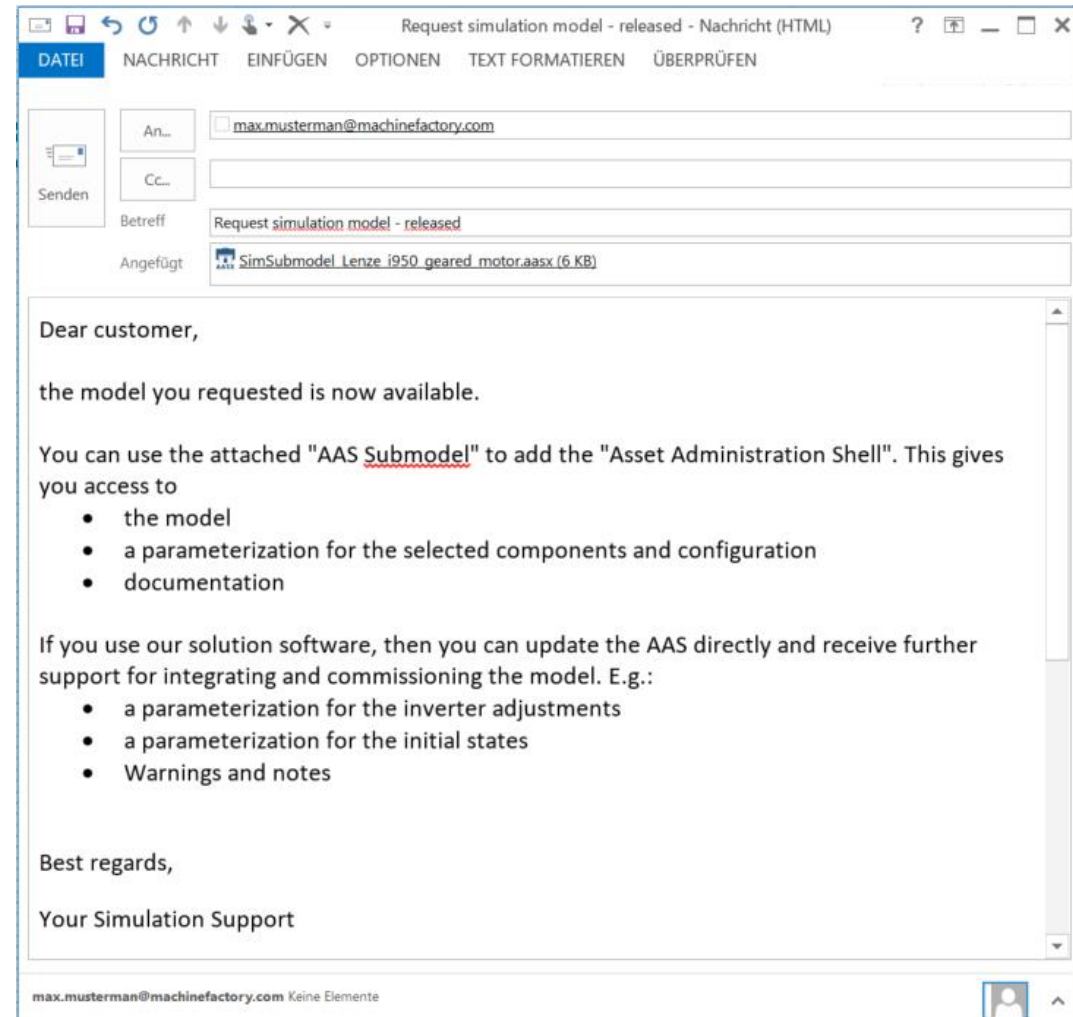 Request simulation model - released - Nachricht (HTML)
DATEI NACHRICHT EINFÜGEN OPTIONEN TEXT FORMATIEREN ÜBERPRÜFEN
An... max.musterman@machinefactory.com
Cc...
Senden
Betreff Request simulation model - released
Angefügt SimSubmodel_Lenze_i950_geared_motor.aasx (6 KB)
Dear customer,
the model you requested is now available.
You can use the attached "AAS Submodel" to add the "Asset Administration Shell". This gives
you access to
• the model
• a parameterization for the selected components and configuration
• documentation
If you use our solution software, then you can update the AAS directly and receive further
support for integrating and commissioning the model. E.g.:
• a parameterization for the inverter adjustments
• a parameterization for the initial states
• Warnings and notes
Best regards,
Your Simulation Support
max.musterman@machinefactory.com Keine Elemente